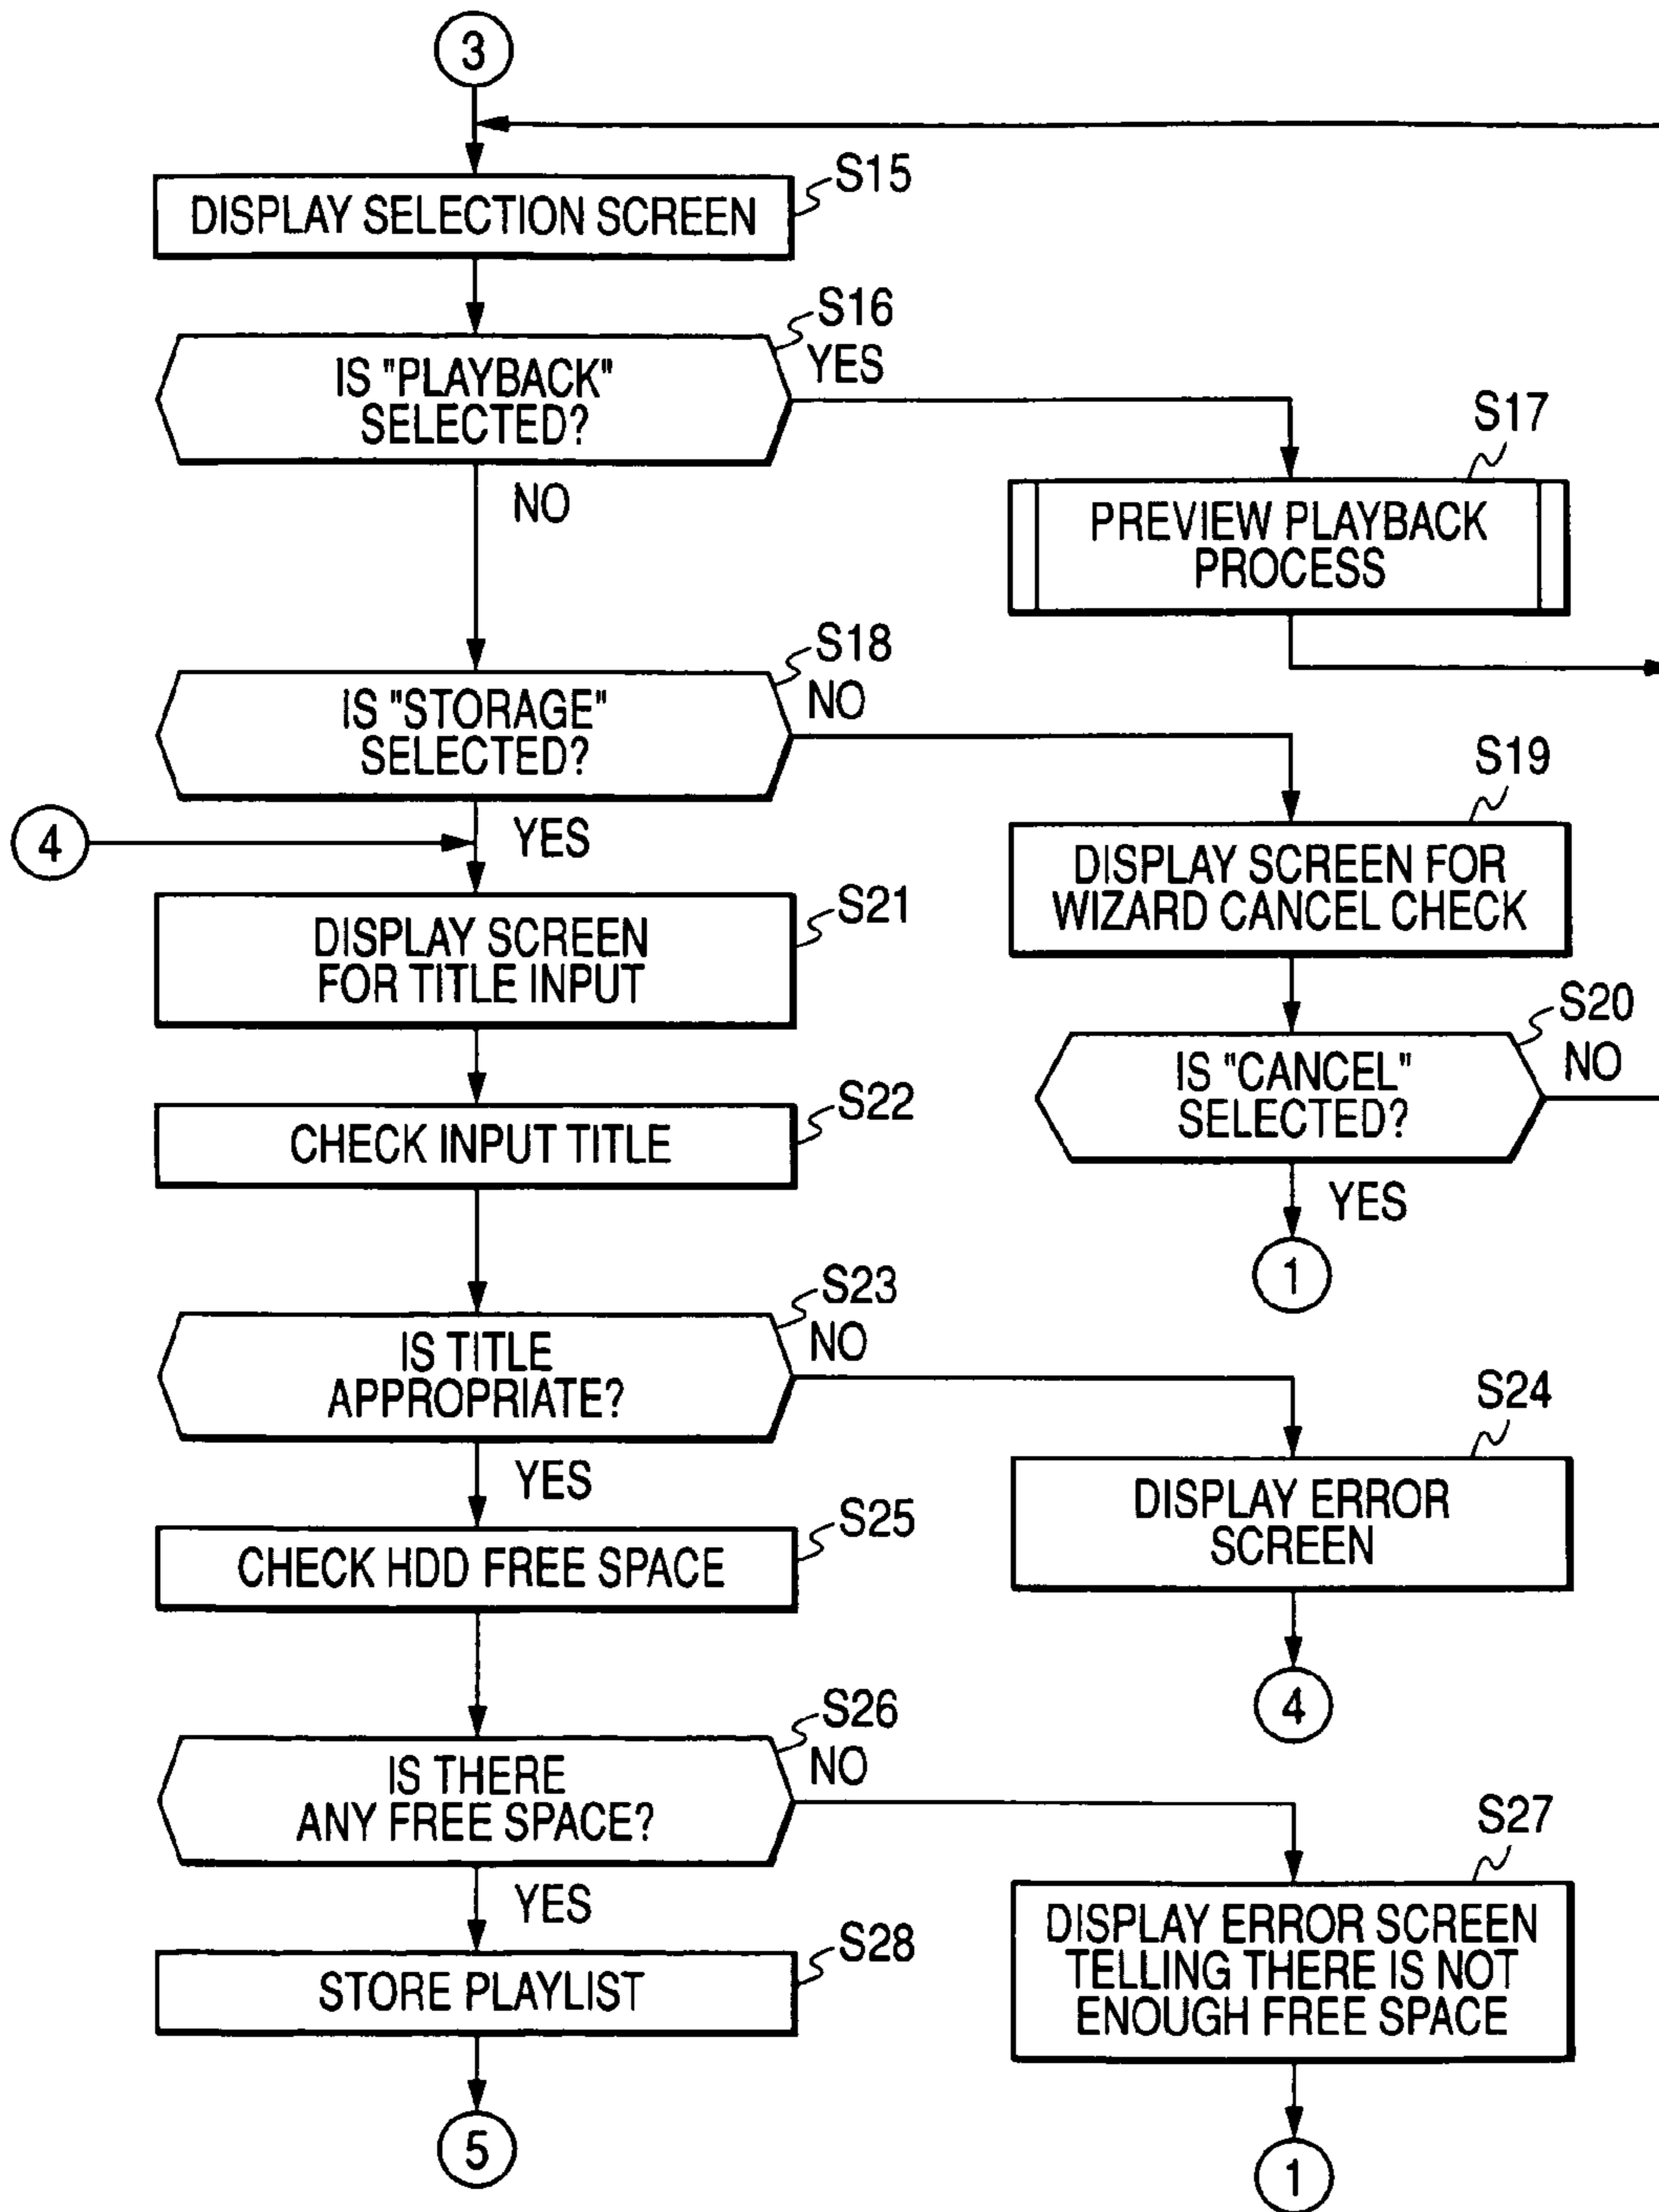 3
S15
DISPLAY SELECTION SCREEN
S16
YES
IS "PLAYBACK"
SELECTED?
NO
S17
PREVIEW PLAYBACK
PROCESS
S18
NO
IS "STORAGE"
SELECTED?
YES
4
S19
DISPLAY SCREEN FOR
WIZARD CANCEL CHECK
S20
NO
IS "CANCEL"
SELECTED?
YES
1
S21
DISPLAY SCREEN
FOR TITLE INPUT
S22
CHECK INPUT TITLE
S23
NO
IS TITLE
APPROPRIATE?
YES
S24
DISPLAY ERROR
SCREEN
4
S25
CHECK HDD FREE SPACE
S26
NO
IS THERE
ANY FREE SPACE?
YES
S27
DISPLAY ERROR SCREEN
TELLING THERE IS NOT
ENOUGH FREE SPACE
1
S28
STORE PLAYLIST
5